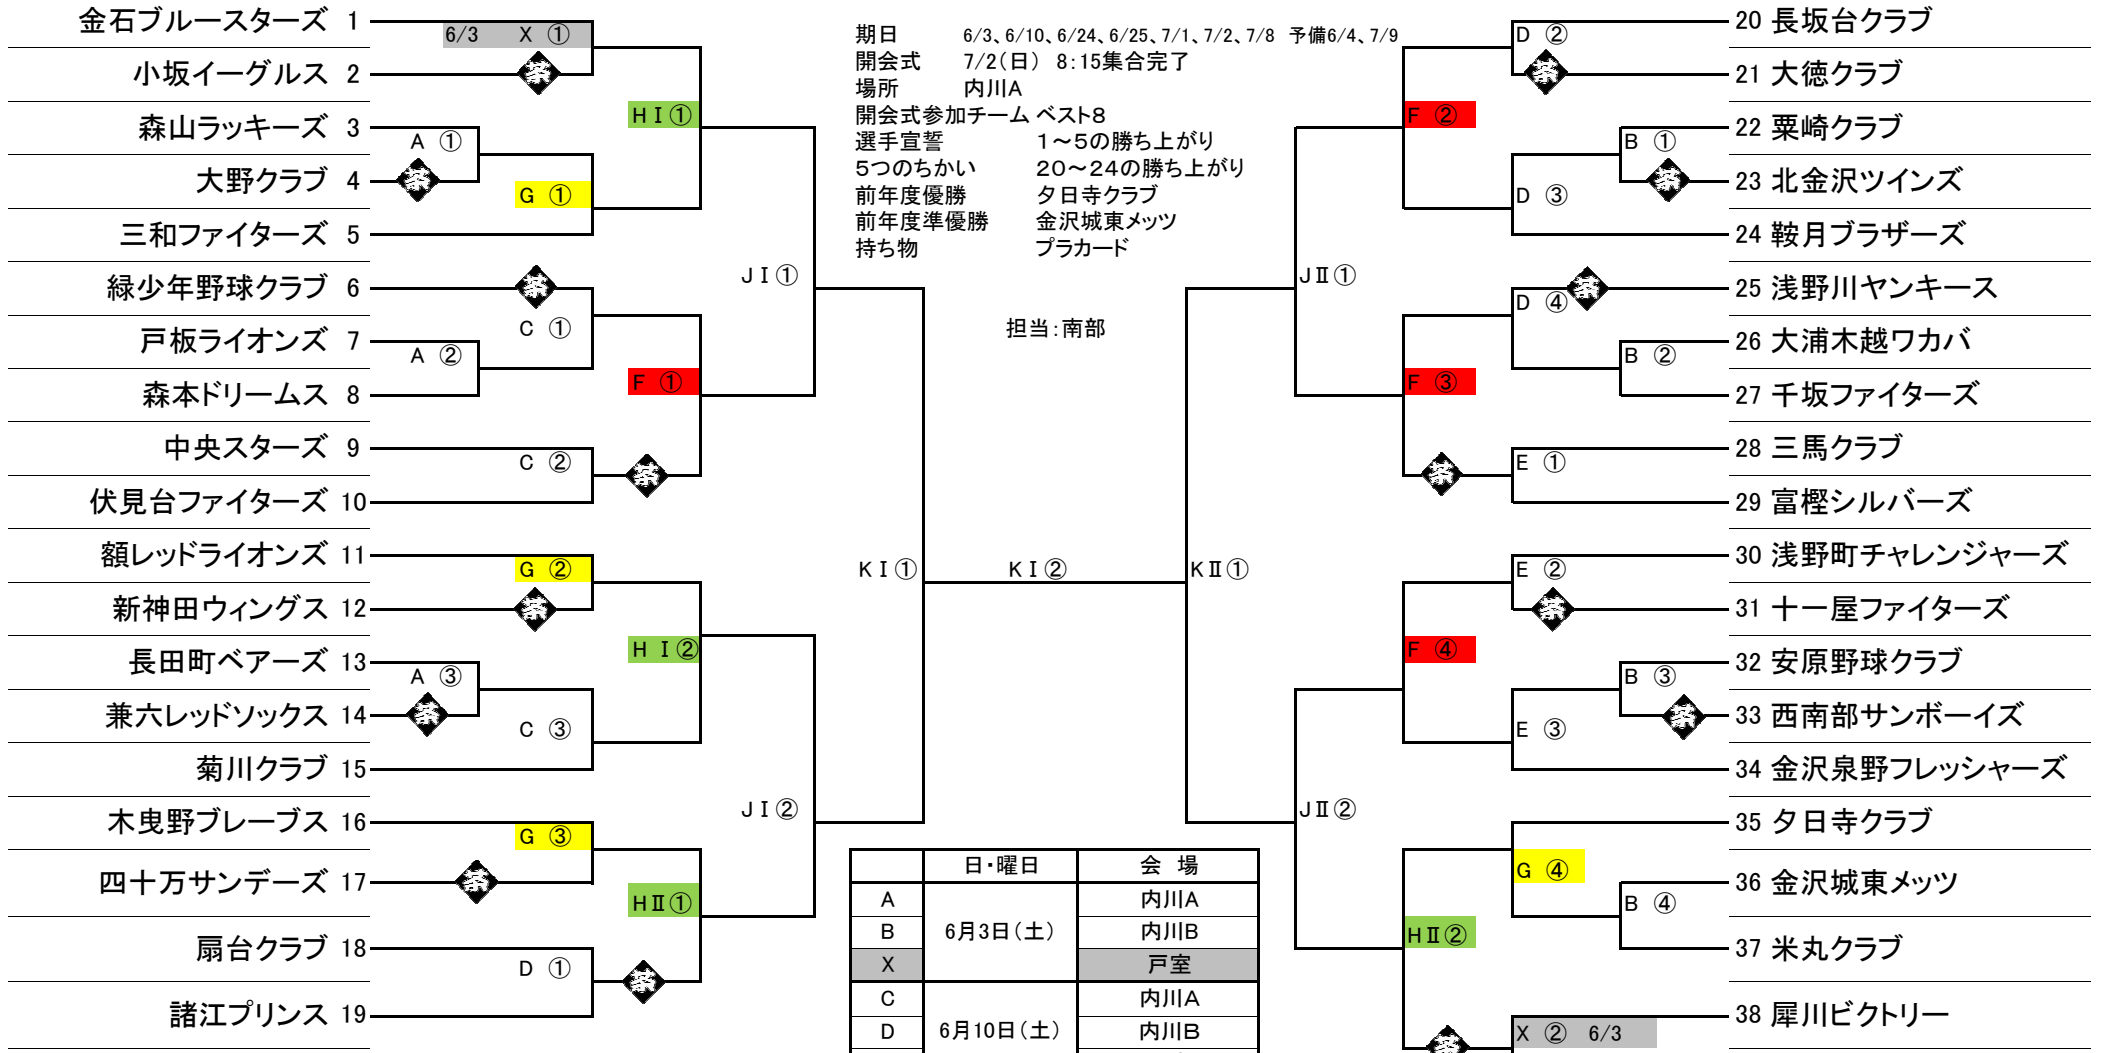 金石ブルースターズ 1
6/3 X ①
小坂イーグルス 2
森山ラッキーズ 3
A ①
大野クラブ 4
G ①
三和ファイターズ 5
HⅠ①
緑少年野球クラブ 6
C ①
戸板ライオンズ 7
A ②
森本ドリームス 8
F ①
中央スターズ 9
C ②
伏見台ファイターズ 10
JⅠ①
額レッドライオンズ 11
G ②
新神田ウィングス 12
HⅠ②
長田町ベアーズ 13
A ③
兼六レッドソックス 14
C ③
菊川クラブ 15
木曳野ブレーブス 16
G ③
四十万サンデーズ 17
HⅡ①
扇台クラブ 18
D ①
諸江プリンス 19
JⅠ②
KⅠ①
KⅠ②
KⅡ①
期日 6/3、6/10、6/24、6/25、7/1、7/2、7/8 予備6/4、7/9
開会式 7/2(日) 8:15集合完了
場所 内川A
開会式参加チーム ベスト8
選手宣誓 1~5の勝ち上がり
5つのちかい 20~24の勝ち上がり
前年度優勝 夕日寺クラブ
前年度準優勝 金沢城東メッツ
持ち物 プラカード
担当:南部
日・曜日 会 場
A 6月3日(土) 内川A
B 内川B
X 戸室
C 6月10日(土) 内川A
D 内川B
20 長坂台クラブ
D ②
21 大徳クラブ
F ②
22 粟崎クラブ
B ①
23 北金沢ツインズ
D ③
24 鞍月ブラザーズ
JⅡ①
25 浅野川ヤンキース
D ④
26 大浦木越ワカバ
B ②
27 千坂ファイターズ
F ③
28 三馬クラブ
E ①
29 富樫シルバーズ
30 浅野町チャレンジャーズ
E ②
31 十一屋ファイターズ
F ④
32 安原野球クラブ
B ③
33 西南部サンボーイズ
E ③
34 金沢泉野フレッシャーズ
JⅡ②
35 夕日寺クラブ
G ④
36 金沢城東メッツ
B ④
37 米丸クラブ
HⅡ②
38 犀川ビクトリー
X ② 6/3